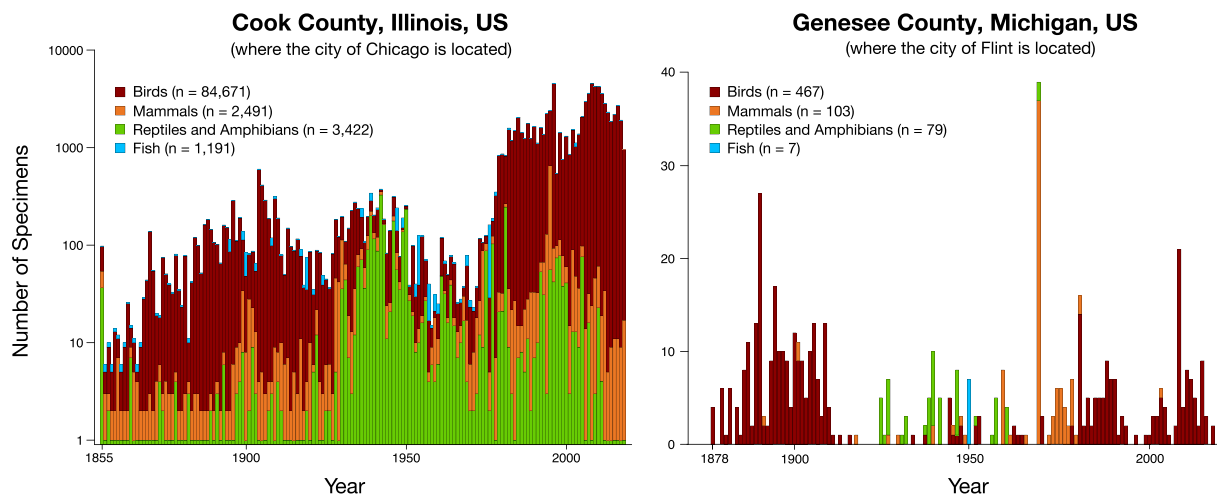 Cook County, Illinois, US
(where the city of Chicago is located)
Number of Specimens
10000
1000
100
10
1
Birds (n = 84,671)
Mammals (n = 2,491)
Reptiles and Amphibians (n = 3,422)
Fish (n = 1,191)
1855
1900
1950
2000
Year
Genesee County, Michigan, US
(where the city of Flint is located)
40
30
20
10
0
Birds (n = 467)
Mammals (n = 103)
Reptiles and Amphibians (n = 79)
Fish (n = 7)
1878
1900
1950
2000
Year